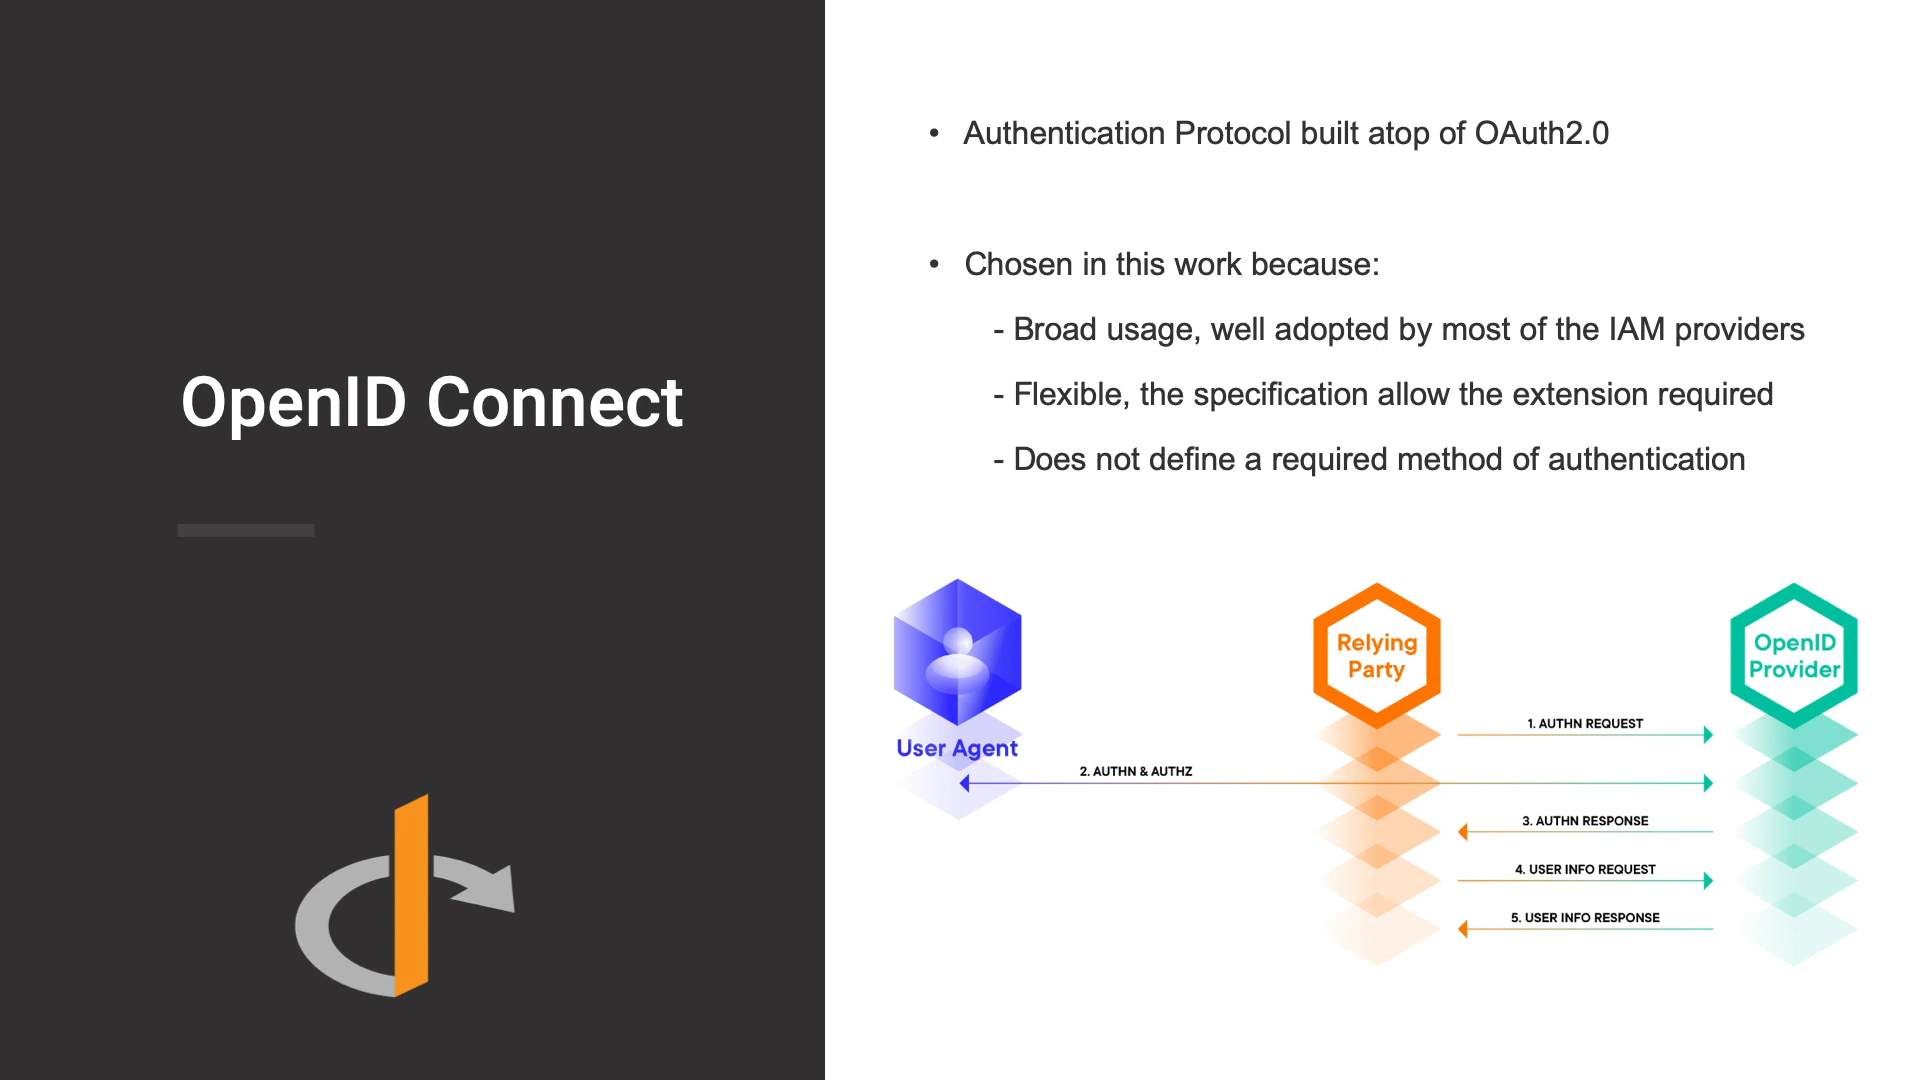 OpenID Connect
• Authentication Protocol built atop of OAuth2.0
• Chosen in this work because:
- Broad usage, well adopted by most of the IAM providers
- Flexible, the specification allow the extension required
- Does not define a required method of authentication
User Agent
Relying
Party
OpenID
Provider
1. AUTHN REQUEST
2. AUTHN & AUTHZ
3. AUTHN RESPONSE
4. USER INFO REQUEST
5. USER INFO RESPONSE